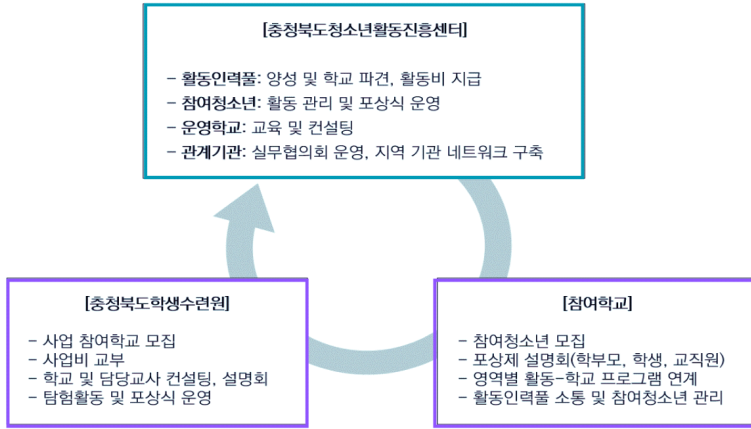 [충청북도청소년활동진흥센터]
- 활동인력풀: 양성 및 학교 파견, 활동비 지급
- 참여청소년: 활동 관리 및 포상식 운영
- 운영학교: 교육 및 컨설팅
- 관계기관: 실무협의회 운영, 지역 기관 네트워크 구축
[충청북도학생수련원]
- 사업 참여학교 모집
- 사업비 교부
- 학교 및 담당교사 컨설팅, 설명회
- 탐험활동 및 포상식 운영
[참여학교]
- 참여청소년 모집
- 포상제 설명회(학부모, 학생, 교직원)
- 영역별 활동-학교 프로그램 연계
- 활동인력풀 소통 및 참여청소년 관리